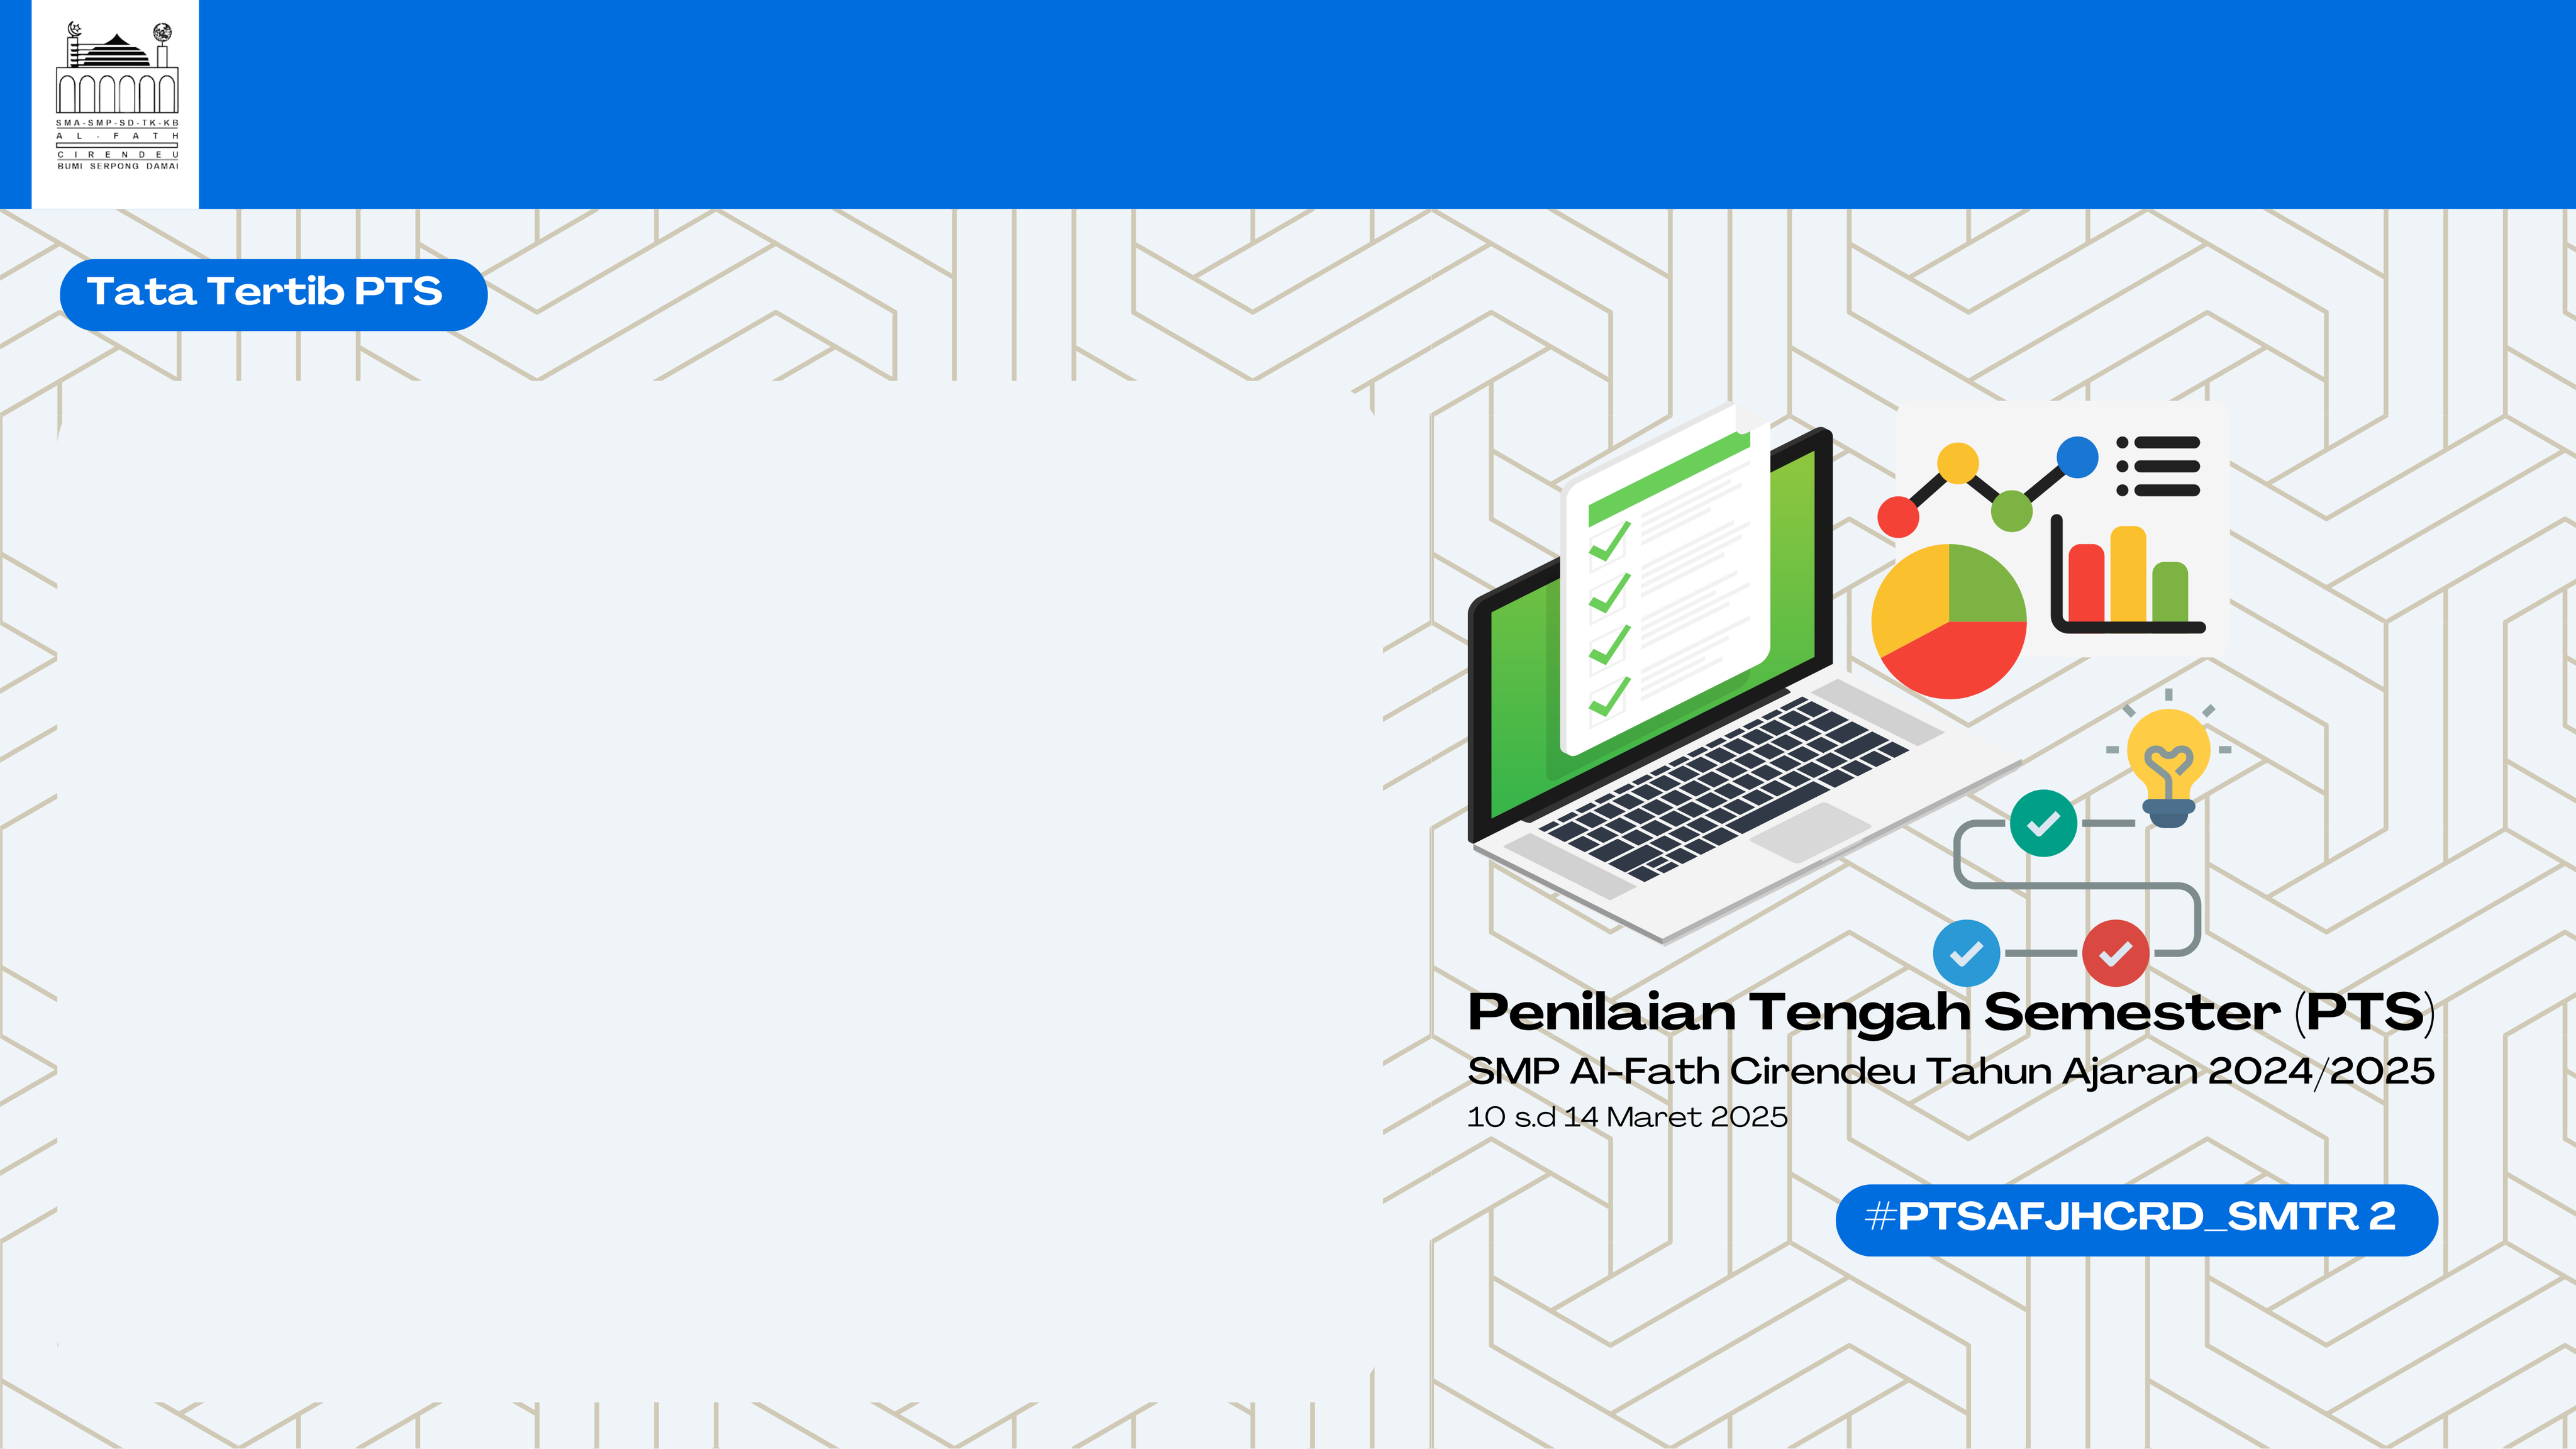 SMA-SMP-SD-TK-KB
AL-FATH
CIRENDEU
BUMI SERPONG DAMAI
Tata Tertib PTS
Penilaian Tengah Semester (PTS)
SMP Al-Fath Cirendeu Tahun Ajaran 2024/2025
10 s.d 14 Maret 2025
#PTSAFJHCRD_SMTR 2